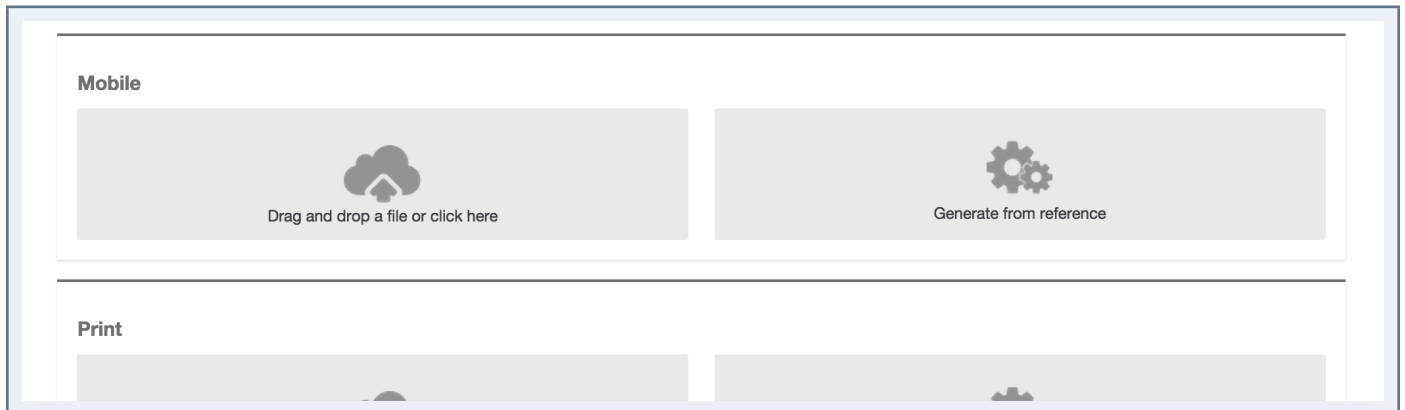 Mobile
Drag and drop a file or click here
Generate from reference
Print